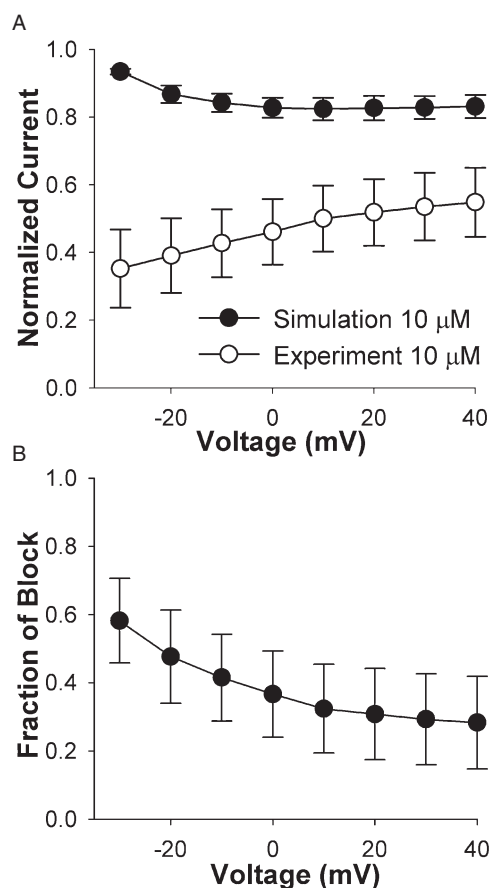 A
Normalized Current
1.0
0.8
0.6
0.4
0.2
0.0
Simulation 10 μM
Experiment 10 μM
-20 0 20 40
Voltage (mV)
B
Fraction of Block
1.0
0.8
0.6
0.4
0.2
0.0
-20 0 20 40
Voltage (mV)